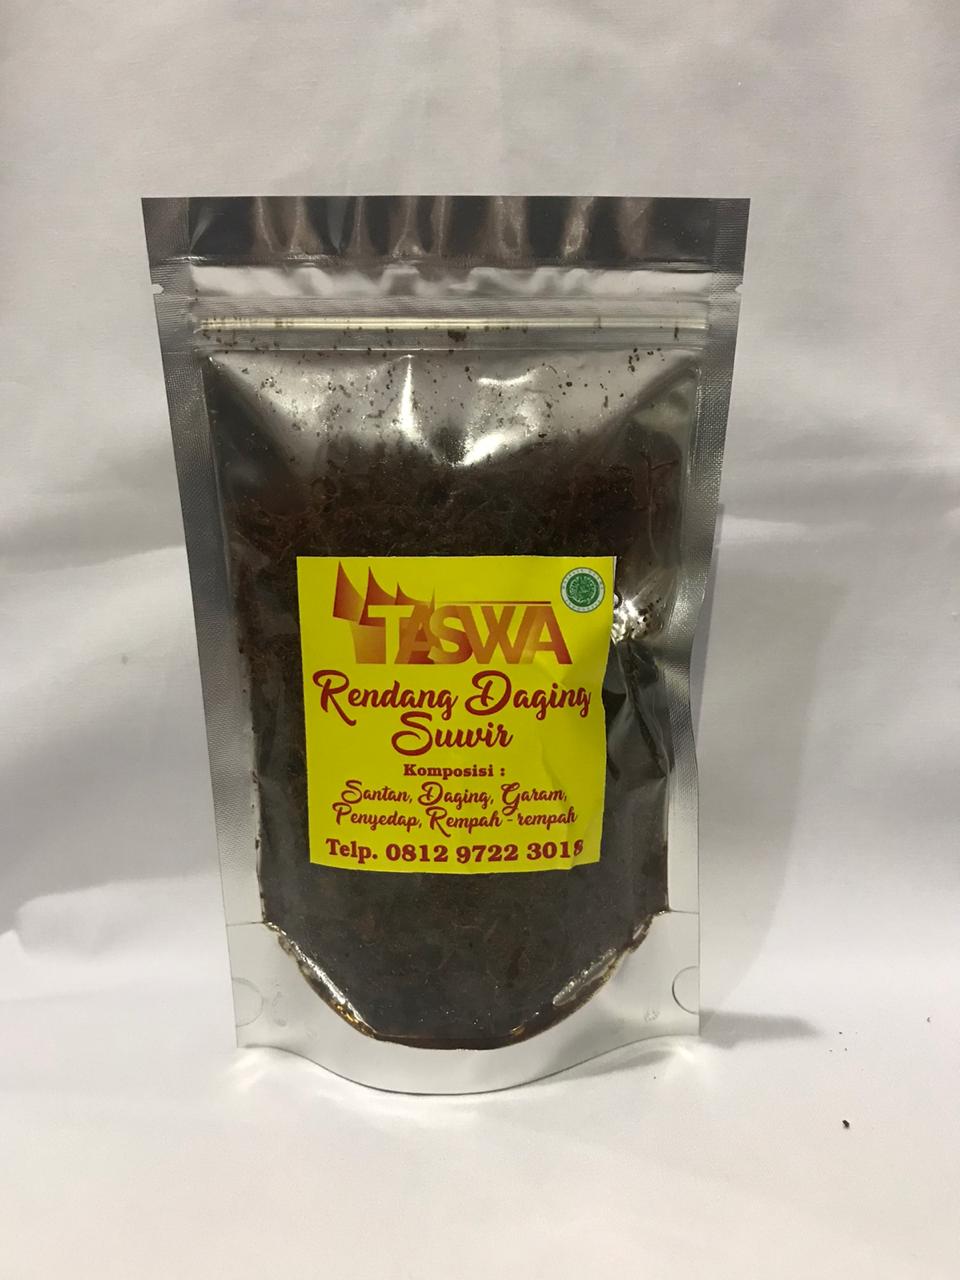 TASWA
Rendang Daging
Suwir
Komposisi :
Santan, Daging, Garam,
Penyedap, Rempah - rempah
Telp. 0812 9722 3018